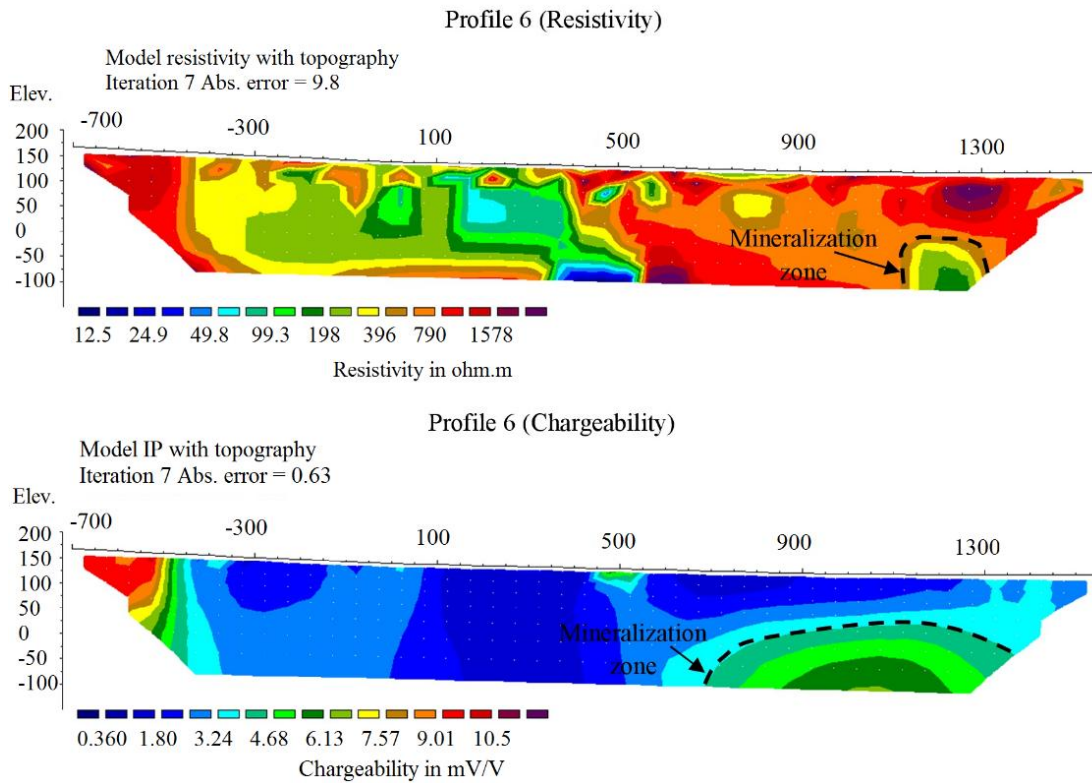 Profile 6 (Resistivity)
Model resistivity with topography
Iteration 7 Abs. error = 9.8
Elev.
-700 -300 100 500 900 1300
200
150
100
50
0
-50
-100
Mineralization
zone
12.5 24.9 49.8 99.3 198 396 790 1578
Resistivity in ohm.m
Profile 6 (Chargeability)
Model IP with topography
Iteration 7 Abs. error = 0.63
Elev.
-700 -300 100 500 900 1300
200
150
100
50
0
-50
-100
Mineralization
zone
0.360 1.80 3.24 4.68 6.13 7.57 9.01 10.5
Chargeability in mV/V